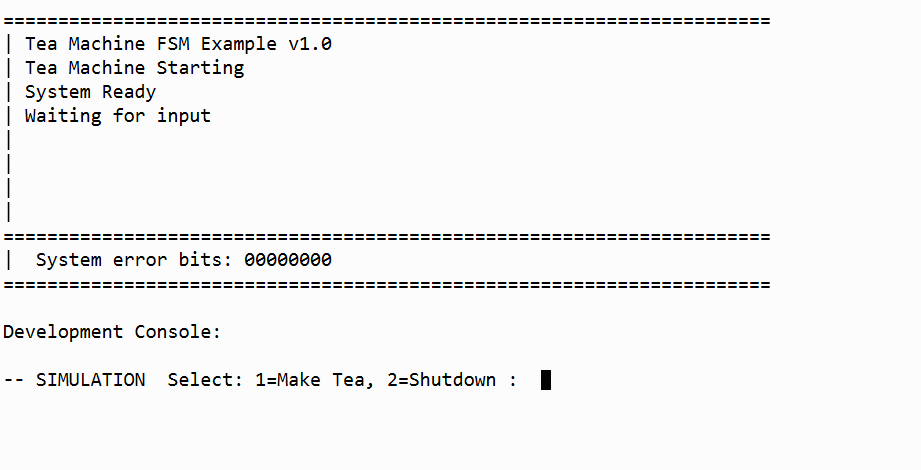 ======================================================================
| Tea Machine FSM Example v1.0
| Tea Machine Starting
| System Ready
| Waiting for input
|
|
|
|
======================================================================
|  System error bits: 00000000
======================================================================
Development Console:
-- SIMULATION  Select: 1=Make Tea, 2=Shutdown :